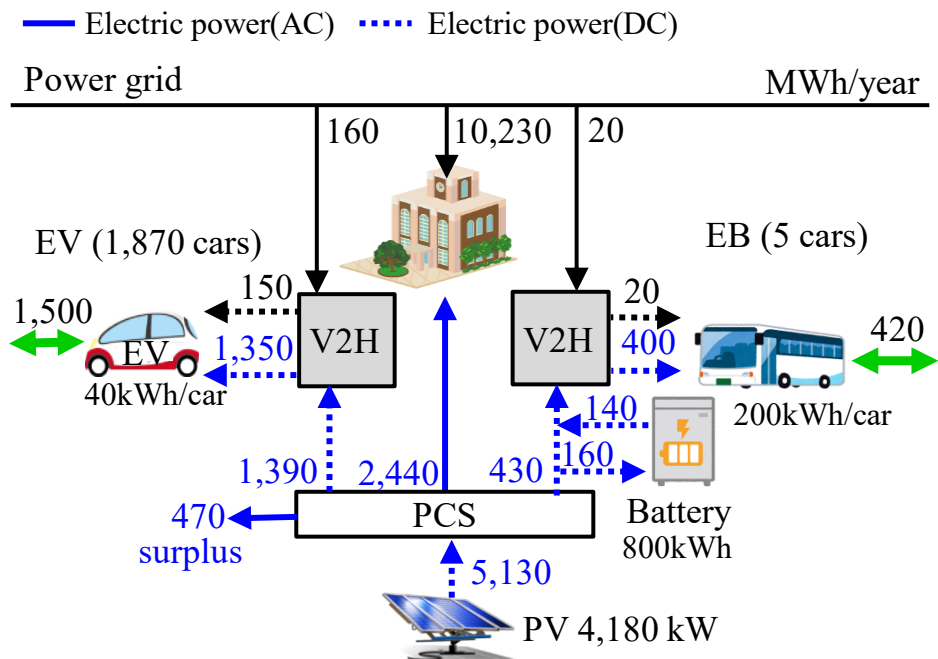 Electric power(AC) Electric power(DC)
Power grid MWh/year
160 10,230 20
EV (1,870 cars) EB (5 cars)
150 20
1,500 V2H V2H 420
EV 1,350 400
40kWh/car 200kWh/car
140
1,390 2,440 430 160
470 PCS Battery
surplus 800kWh
5,130
PV 4,180 kW